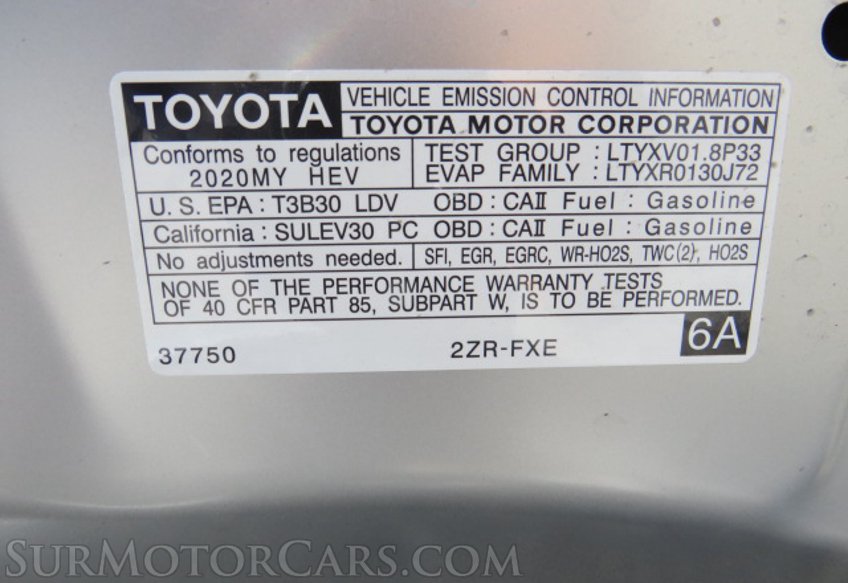 TOYOTA
VEHICLE EMISSION CONTROL INFORMATION
TOYOTA MOTOR CORPORATION
Conforms to regulations
2020MY HEV
TEST GROUP : LTYXV01.8P33
EVAP FAMILY : LTYXR0130J72
U. S. EPA : T3B30 LDV OBD : CAII Fuel : Gasoline
California : SULEV30 PC OBD : CAII Fuel : Gasoline
No adjustments needed. SFI, EGR, EGRC, WR-HO2S, TWC(2), HO2S
NONE OF THE PERFORMANCE WARRANTY TESTS
OF 40 CFR PART 85, SUBPART W, IS TO BE PERFORMED.
37750 2ZR-FXE 6A
SURMOTORCARS.COM